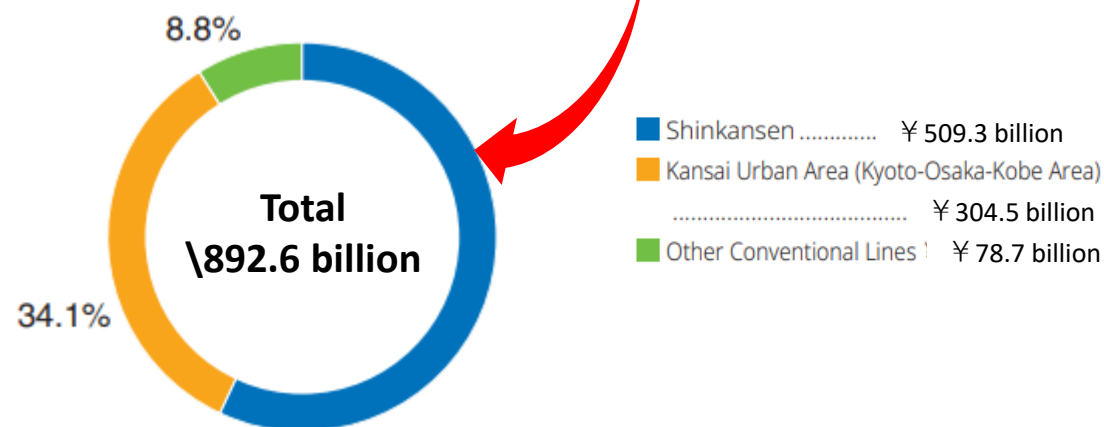 8.8%
34.1%
Total
\892.6 billion
Shinkansen ............. ¥509.3 billion
Kansai Urban Area (Kyoto-Osaka-Kobe Area)
....................................... ¥304.5 billion
Other Conventional Lines ¥78.7 billion